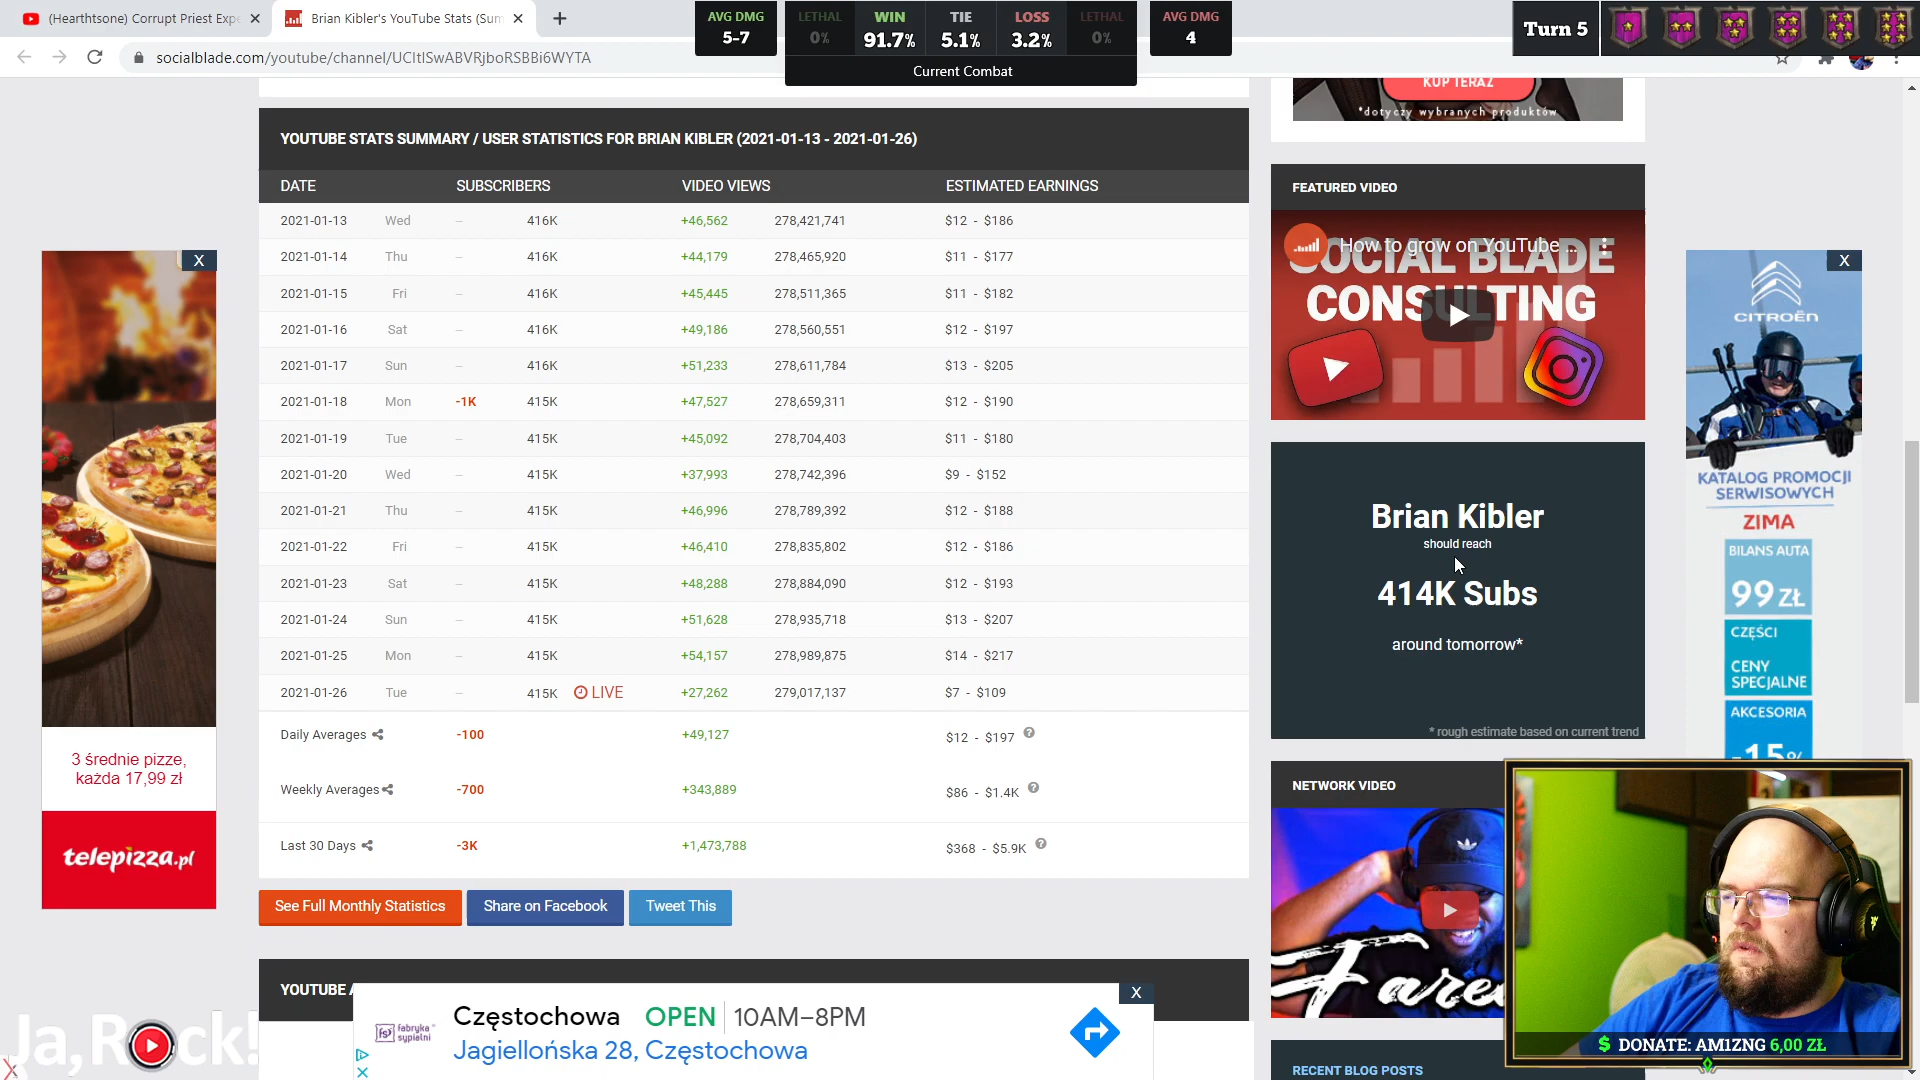 (Hearthtsone) Corrupt Priest Expe
Brian Kibler's YouTube Stats (Sum
socialblade.com/youtube/channel/UCItISwABVRjboRSBBi6WYTA
AVG DMG
5-7
LETHAL
0%
WIN
91.7%
TIE
5.1%
LOSS
3.2%
LETHAL
0%
AVG DMG
4
Current Combat
Turn 5
YOUTUBE STATS SUMMARY / USER STATISTICS FOR BRIAN KIBLER (2021-01-13 - 2021-01-26)
DATE SUBSCRIBERS VIDEO VIEWS ESTIMATED EARNINGS
2021-01-13 Wed – 416K +46,562 278,421,741 $12 - $186
2021-01-14 Thu – 416K +44,179 278,465,920 $11 - $177
2021-01-15 Fri – 416K +45,445 278,511,365 $11 - $182
2021-01-16 Sat – 416K +49,186 278,560,551 $12 - $197
2021-01-17 Sun – 416K +51,233 278,611,784 $13 - $205
2021-01-18 Mon -1K 415K +47,527 278,659,311 $12 - $190
2021-01-19 Tue – 415K +45,092 278,704,403 $11 - $180
2021-01-20 Wed – 415K +37,993 278,742,396 $9 - $152
2021-01-21 Thu – 415K +46,996 278,789,392 $12 - $188
2021-01-22 Fri – 415K +46,410 278,835,802 $12 - $186
2021-01-23 Sat – 415K +48,288 278,884,090 $12 - $193
2021-01-24 Sun – 415K +51,628 278,935,718 $13 - $207
2021-01-25 Mon – 415K +54,157 278,989,875 $14 - $217
2021-01-26 Tue – 415K LIVE +27,262 279,017,137 $7 - $109
Daily Averages -100 +49,127 $12 - $197
Weekly Averages -700 +343,889 $86 - $1.4K
Last 30 Days -3K +1,473,788 $368 - $5.9K
See Full Monthly Statistics
Share on Facebook
Tweet This
YOUTUBE A
X
3 średnie pizze,
każda 17,99 zł
telepizza.pl
Ja,Rock!
fabryka
sypialni
Częstochowa OPEN 10AM–8PM
Jagiellońska 28, Częstochowa
X
KUP TERAZ
*dotyczy wybranych produktów
FEATURED VIDEO
How to grow on YouTube ...
SOCIAL BLADE
CONSULTING
Brian Kibler
should reach
414K Subs
around tomorrow*
* rough estimate based on current trend
NETWORK VIDEO
RECENT BLOG POSTS
X
CITROËN
KATALOG PROMOCJI
SERWISOWYCH
ZIMA
BILANS AUTA
99 ZŁ
CZĘŚCI
CENY
SPECJALNE
AKCESORIA
-15%
$ DONATE: AM1ZNG 6,00 ZŁ